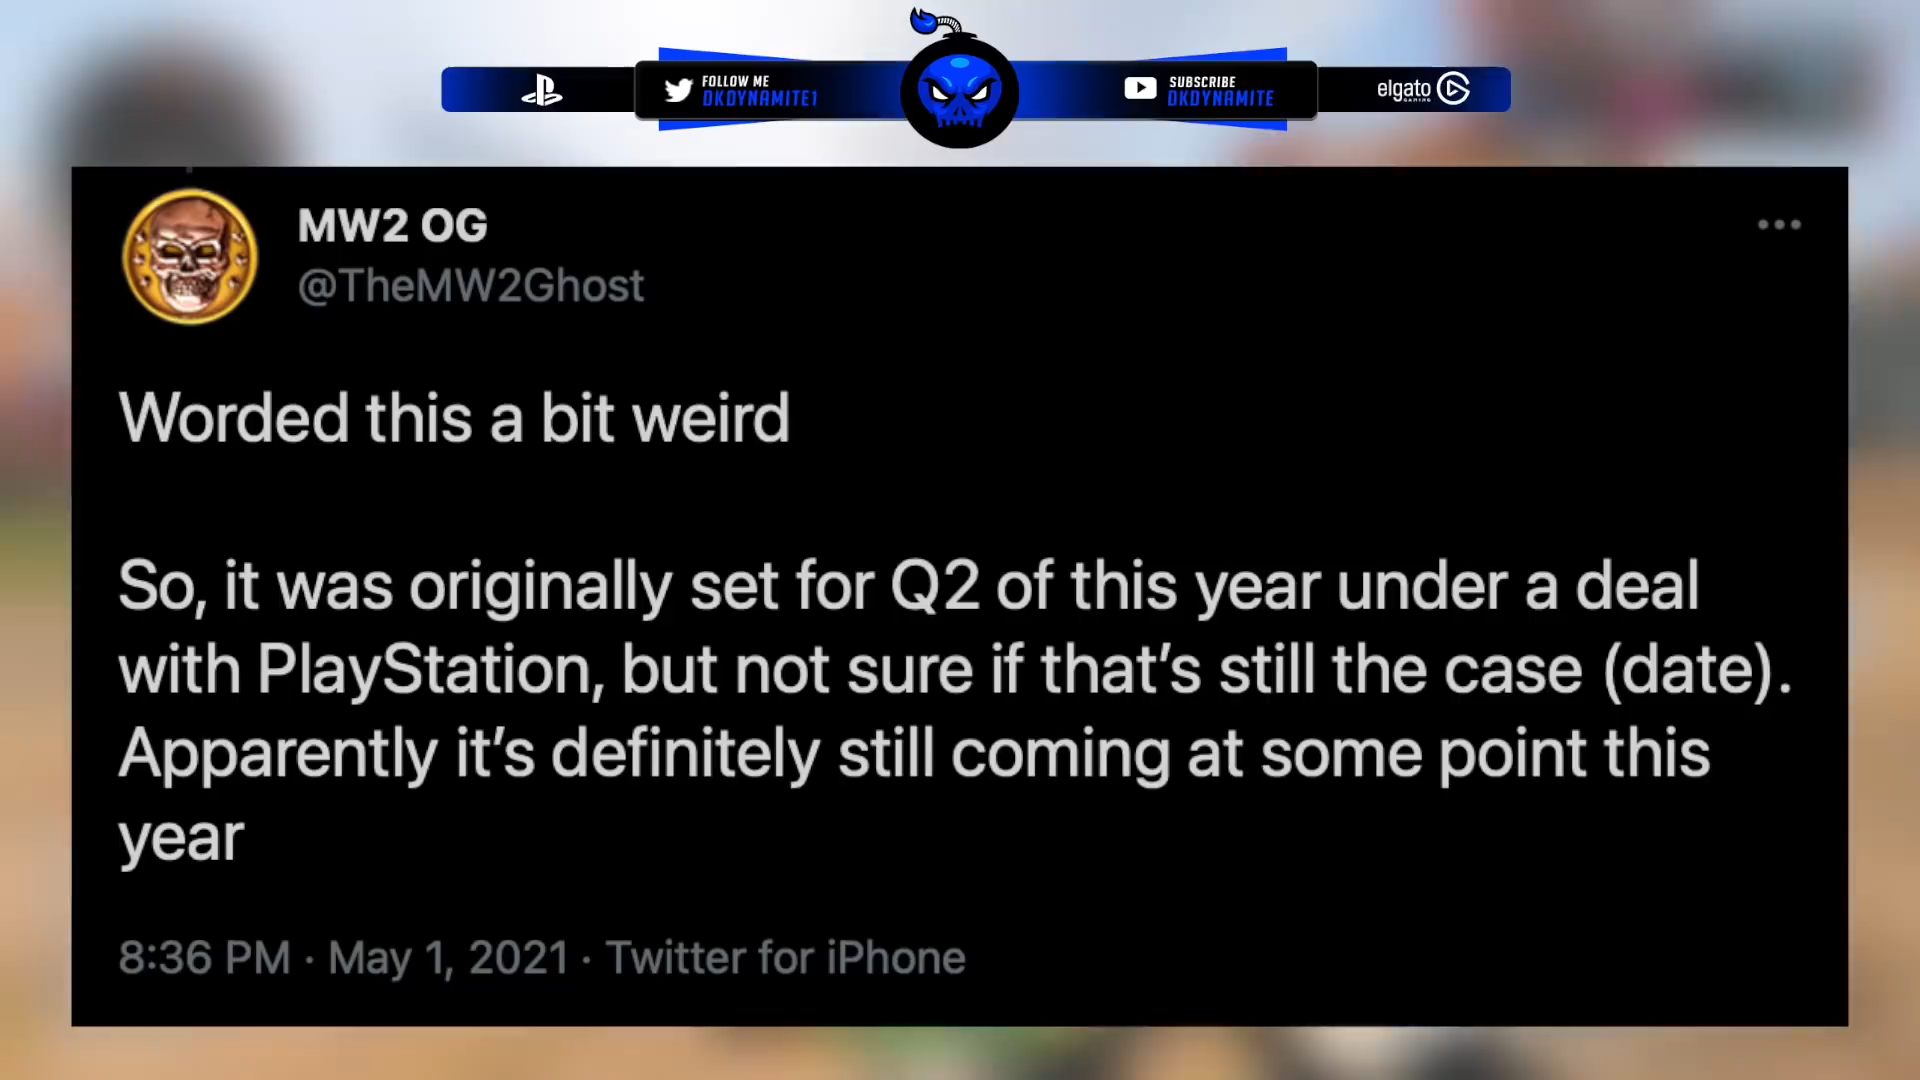 FOLLOW ME
DKDYNAMITE1
SUBSCRIBE
DKDYNAMITE
elgato
GAMING
MW2 OG
@TheMW2Ghost
Worded this a bit weird
So, it was originally set for Q2 of this year under a deal
with PlayStation, but not sure if that's still the case (date).
Apparently it's definitely still coming at some point this
year
8:36 PM · May 1, 2021 · Twitter for iPhone